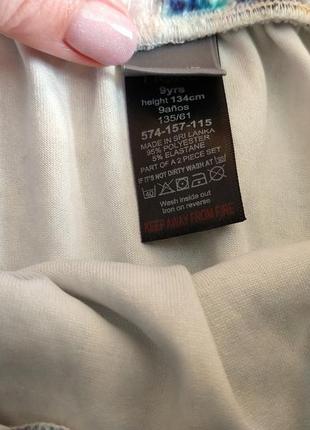 9yrs
height 134cm
9años
135/61
574-157-115
MADE IN SRI LANKA
95% POLYESTER
5% ELASTANE
PART OF A 2 PIECE SET
IF IT'S NOT DIRTY WASH AT 30
40
Wash inside out
Iron on reverse
KEEP AWAY FROM FIRE